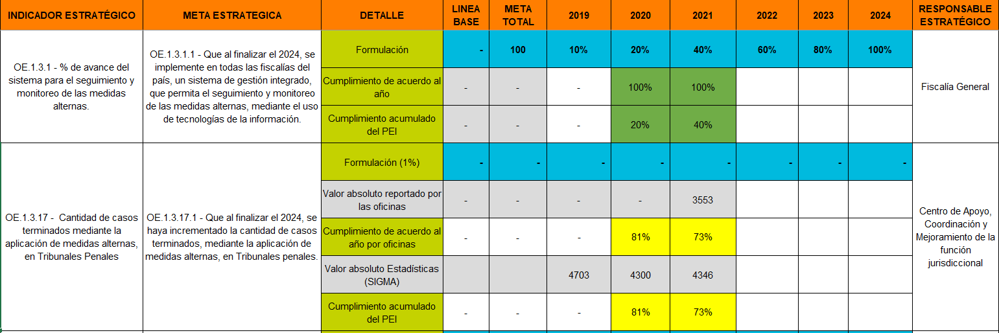 INDICADOR ESTRATÉGICO
META ESTRATEGICA
DETALLE
LINEA
BASE
META
TOTAL
2019
2020
2021
2022
2023
2024
RESPONSABLE
ESTRATÉGICO
OE.1.3.1 - % de avance del
sistema para el seguimiento y
monitoreo de las medidas
alternas.
OE.1.3.1.1 - Que al finalizar el 2024, se
implemente en todas las fiscalías del
país, un sistema de gestión integrado,
que permita el seguimiento y monitoreo
de las medidas alternas, mediante el uso
de tecnologías de la información.
Formulación
-
100
10%
20%
40%
60%
80%
100%
Cumplimiento de acuerdo al
año
-
-
-
100%
100%
Cumplimiento acumulado
del PEI
-
-
-
20%
40%
Fiscalía General
OE.1.3.17 -  Cantidad de casos
terminados mediante la
aplicación de medidas alternas,
en Tribunales Penales
OE.1.3.17.1 - Que al finalizar el 2024, se
haya incrementado la cantidad de casos
terminados, mediante la aplicación de
medidas alternas, en Tribunales penales.
Formulación (1%)
-
-
-
-
-
-
-
-
Valor absoluto reportado por
las oficinas
-
-
-
-
3553
Cumplimiento de acuerdo al
año por oficinas
-
-
-
81%
73%
Valor absoluto Estadísticas
(SIGMA)
4703
4300
4346
Cumplimiento acumulado
del PEI
-
-
-
81%
73%
Centro de Apoyo,
Coordinación y
Mejoramiento de la
función
jurisdiccional